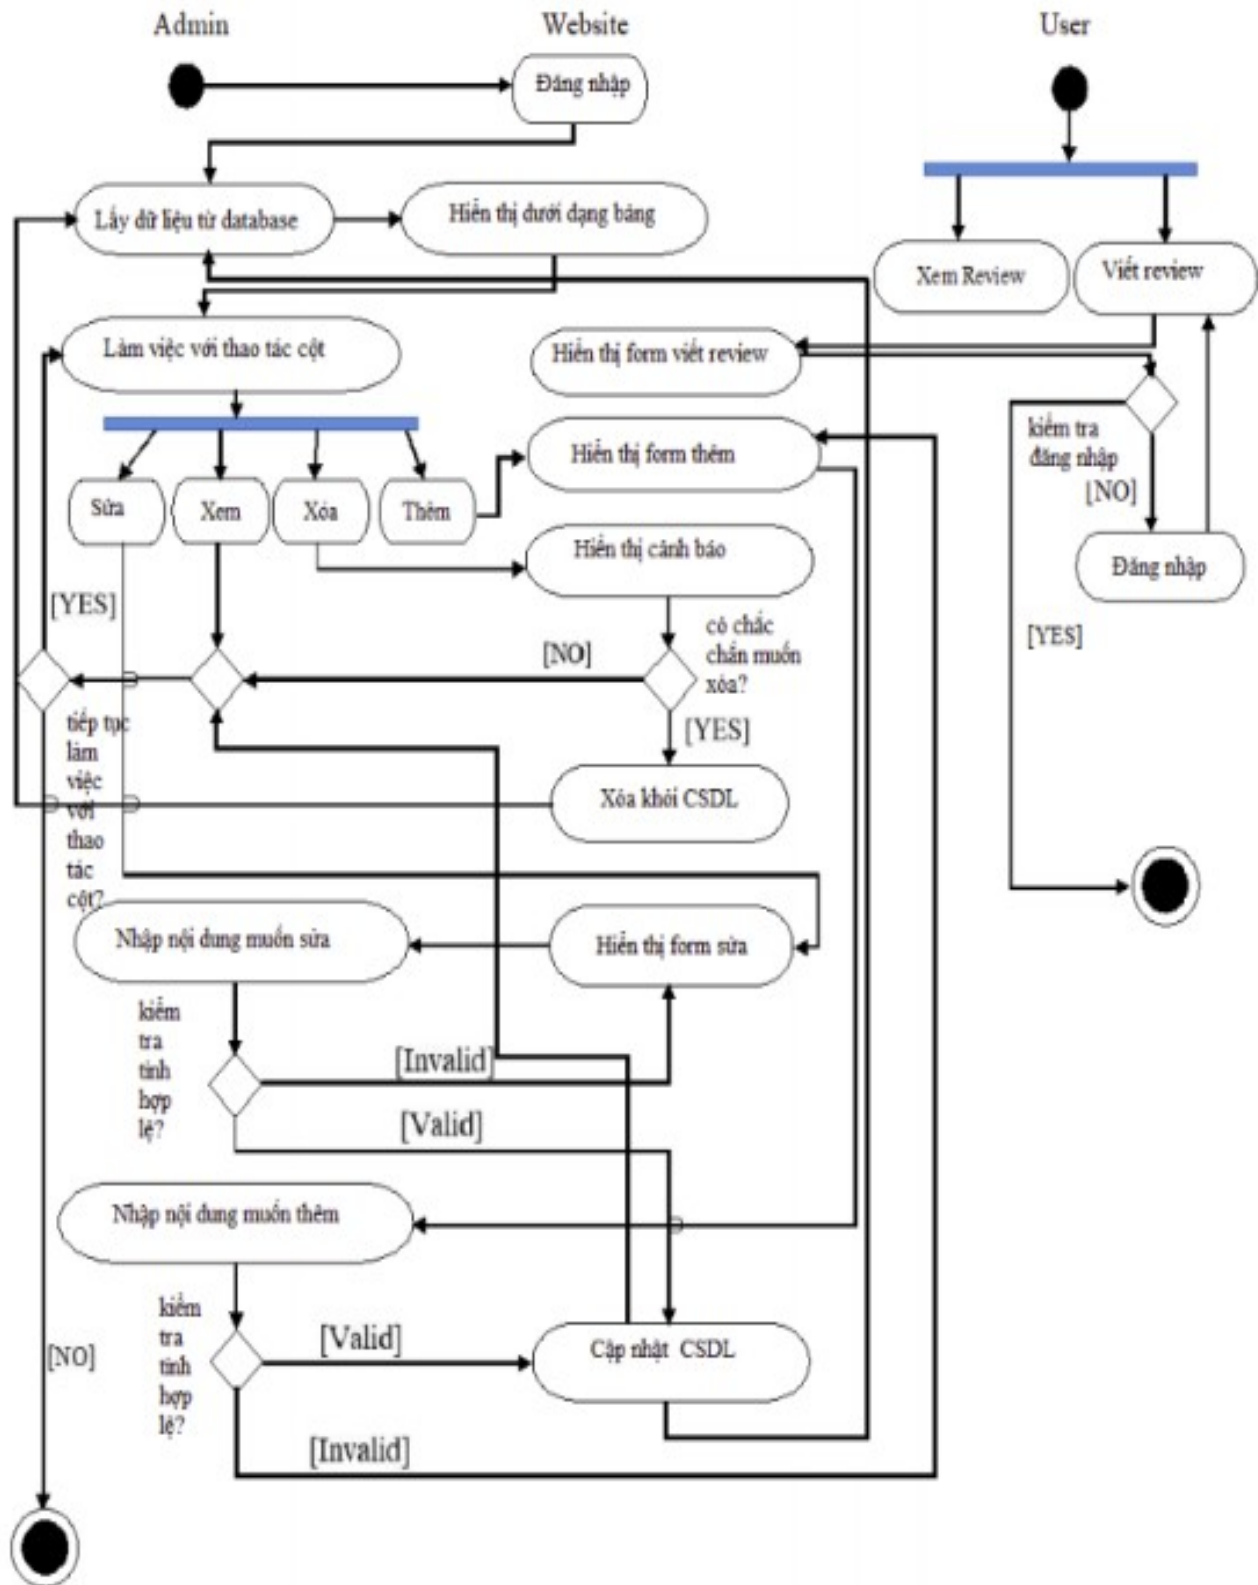 Admin
Website
User
Đăng nhập
Lấy dữ liệu từ database
Hiển thị dưới dạng bảng
Xem Review
Viết review
Làm việc với thao tác cột
Hiển thị form viết review
kiểm tra
đăng nhập
[NO]
Hiển thị form thêm
Sửa
Xem
Xóa
Thêm
Hiển thị cảnh báo
Đăng nhập
[YES]
[NO]
có chắc
chắn muốn
xóa?
[YES]
[YES]
tiếp tục
làm
việc
với
thao
tác
cột?
Xóa khỏi CSDL
Nhập nội dung muốn sửa
Hiển thị form sửa
kiểm
tra
tinh
hợp
lệ?
[Invalid]
[Valid]
Nhập nội dung muốn thêm
kiểm
tra
tinh
hợp
lệ?
[Valid]
Cập nhật CSDL
[NO]
[Invalid]